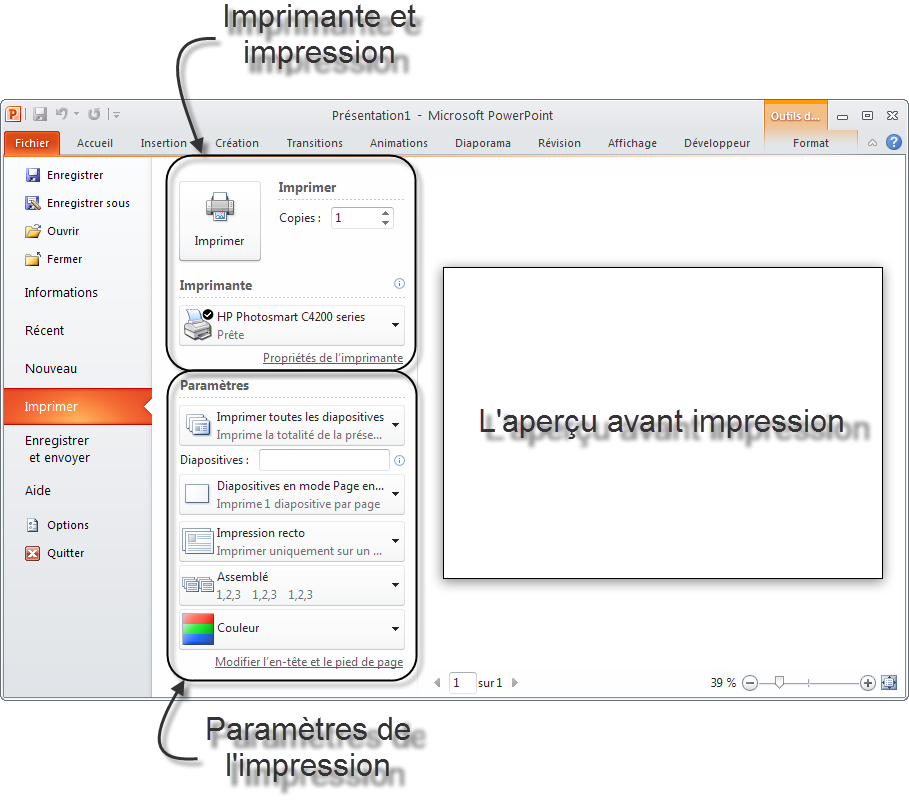 Imprimante et
impression
Présentation1 - Microsoft PowerPoint
Outils d...
Fichier
Accueil
Insertion
Création
Transitions
Animations
Diaporama
Révision
Affichage
Développeur
Format
Enregistrer
Enregistrer sous
Ouvrir
Fermer
Informations
Récent
Nouveau
Imprimer
Enregistrer
et envoyer
Aide
Options
Quitter
Imprimer
Imprimer
Copies :
1
Imprimante
HP Photosmart C4200 series
Prête
Propriétés de l'imprimante
Paramètres
Imprimer toutes les diapositives
Imprime la totalité de la prése...
Diapositives :
Diapositives en mode Page en...
Imprime 1 diapositive par page
Impression recto
Imprimer uniquement sur un ...
Assemblé
1,2,3 1,2,3 1,2,3
Couleur
Modifier l'en-tête et le pied de page
L'aperçu avant impression
1 sur 1
39 %
Paramètres de
l'impression